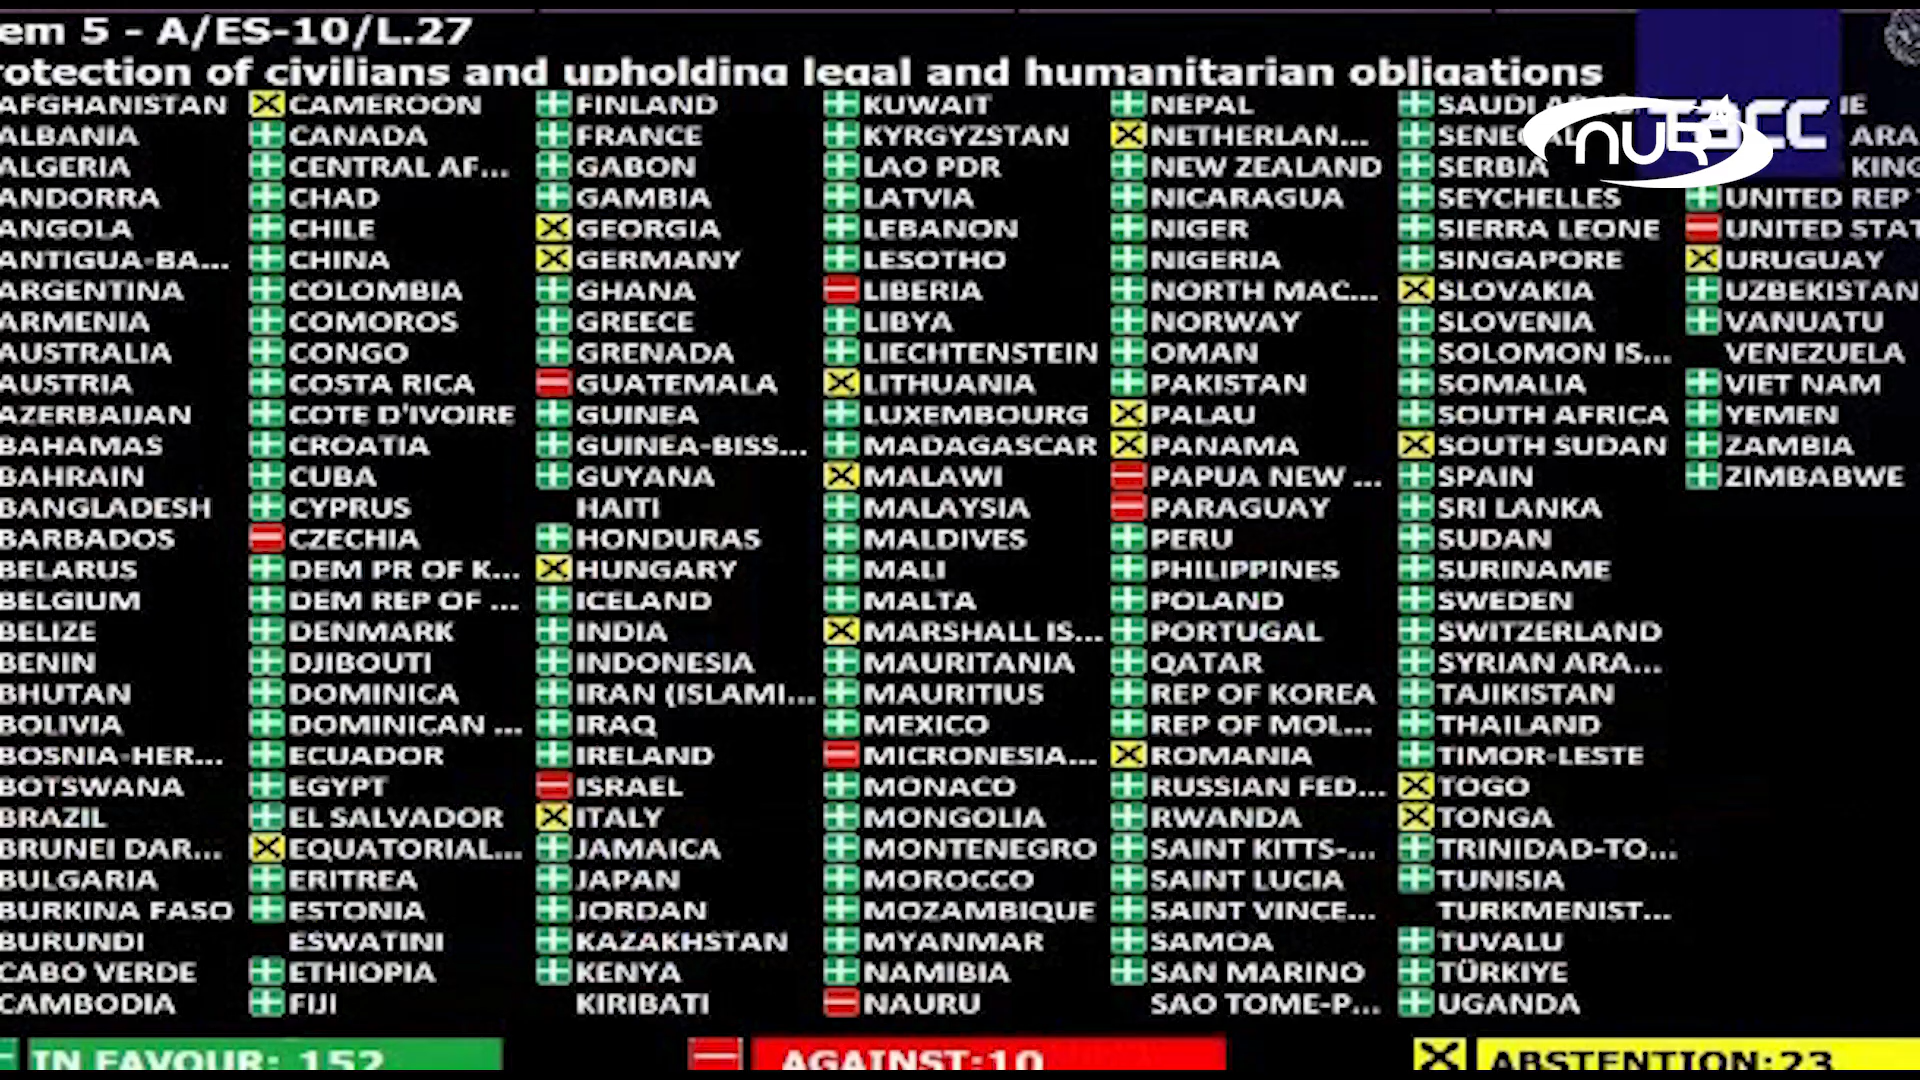 em 5 - A/ES-10/L.27
rotection of civilians and upholding legal and humanitarian obligations
AFGHANISTAN
ALBANIA
ALGERIA
ANDORRA
ANGOLA
ANTIGUA-BA...
ARGENTINA
ARMENIA
AUSTRALIA
AUSTRIA
AZERBAIJAN
BAHAMAS
BAHRAIN
BANGLADESH
BARBADOS
BELARUS
BELGIUM
BELIZE
BENIN
BHUTAN
BOLIVIA
BOSNIA-HER...
BOTSWANA
BRAZIL
BRUNEI DAR...
BULGARIA
BURKINA FASO
BURUNDI
CABO VERDE
CAMBODIA
CAMEROON
CANADA
CENTRAL AF...
CHAD
CHILE
CHINA
COLOMBIA
COMOROS
CONGO
COSTA RICA
COTE D'IVOIRE
CROATIA
CUBA
CYPRUS
CZECHIA
DEM PR OF K...
DEM REP OF ...
DENMARK
DJIBOUTI
DOMINICA
DOMINICAN ...
ECUADOR
EGYPT
EL SALVADOR
EQUATORIAL...
ERITREA
ESTONIA
ESWATINI
ETHIOPIA
FIJI
FINLAND
FRANCE
GABON
GAMBIA
GEORGIA
GERMANY
GHANA
GREECE
GRENADA
GUATEMALA
GUINEA
GUINEA-BISS...
GUYANA
HAITI
HONDURAS
HUNGARY
ICELAND
INDIA
INDONESIA
IRAN (ISLAMI...
IRAQ
IRELAND
ISRAEL
ITALY
JAMAICA
JAPAN
JORDAN
KAZAKHSTAN
KENYA
KIRIBATI
KUWAIT
KYRGYZSTAN
LAO PDR
LATVIA
LEBANON
LESOTHO
LIBERIA
LIBYA
LIECHTENSTEIN
LITHUANIA
LUXEMBOURG
MADAGASCAR
MALAWI
MALAYSIA
MALDIVES
MALI
MALTA
MARSHALL IS...
MAURITANIA
MAURITIUS
MEXICO
MICRONESIA...
MONACO
MONGOLIA
MONTENEGRO
MOROCCO
MOZAMBIQUE
MYANMAR
NAMIBIA
NAURU
NEPAL
NETHERLAN...
NEW ZEALAND
NICARAGUA
NIGER
NIGERIA
NORTH MAC...
NORWAY
OMAN
PAKISTAN
PALAU
PANAMA
PAPUA NEW ...
PARAGUAY
PERU
PHILIPPINES
POLAND
PORTUGAL
QATAR
REP OF KOREA
REP OF MOL...
ROMANIA
RUSSIAN FED...
RWANDA
SAINT KITTS-...
SAINT LUCIA
SAINT VINCE...
SAMOA
SAN MARINO
SAO TOME-P...
SAUDI
SENEGAL
SERBIA
SEYCHELLES
SIERRA LEONE
SINGAPORE
SLOVAKIA
SLOVENIA
SOLOMON IS...
SOMALIA
SOUTH AFRICA
SOUTH SUDAN
SPAIN
SRI LANKA
SUDAN
SURINAME
SWEDEN
SWITZERLAND
SYRIAN ARA...
TAJIKISTAN
THAILAND
TIMOR-LESTE
TOGO
TONGA
TRINIDAD-TO...
TUNISIA
TURKMENIST...
TUVALU
TÜRKIYE
UGANDA
NE
ARA
KING
UNITED REP
UNITED STAT
URUGUAY
UZBEKISTAN
VANUATU
VENEZUELA
VIET NAM
YEMEN
ZAMBIA
ZIMBABWE
nur
IN FAVOUR: 152
AGAINST:10
ABSTENTION:23